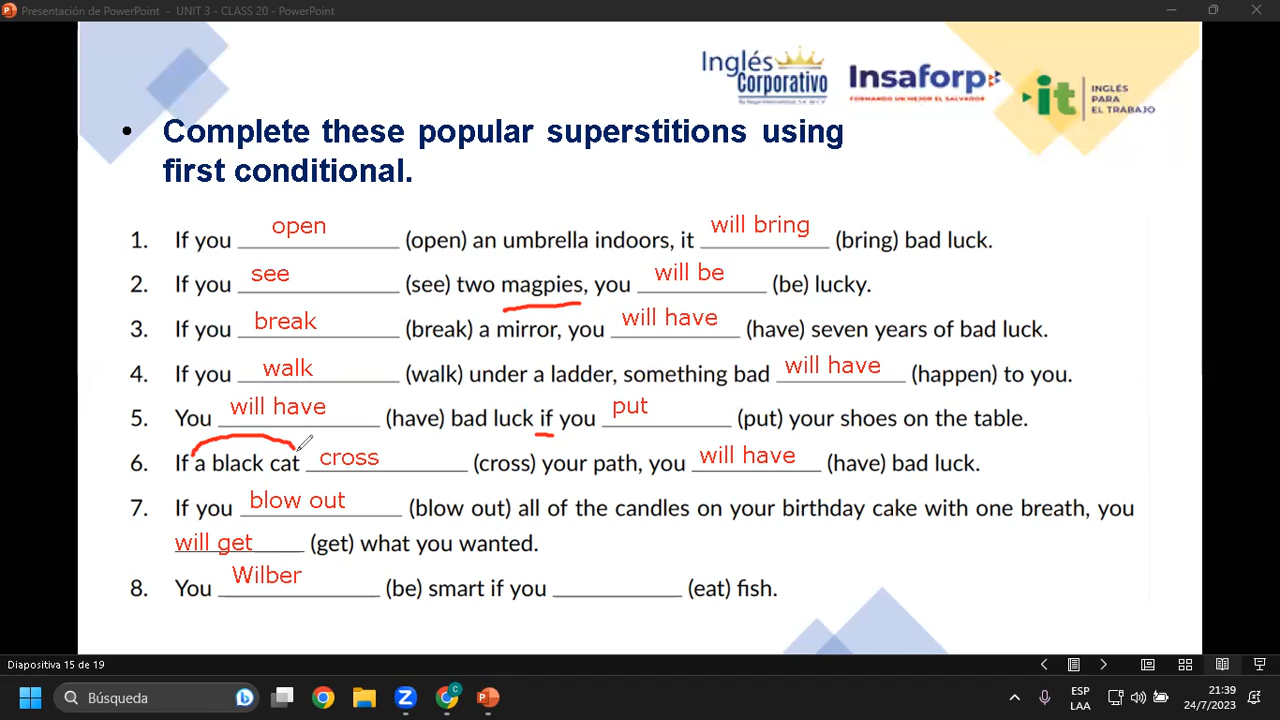 Presentación de PowerPoint - UNIT 3 - CLASS 20 - PowerPoint
Inglés
Corporativo
Insaforp
FORMANDO UN MEJOR EL SALVADOR
it
INGLÉS
PARA
EL TRABAJO
• Complete these popular superstitions using
first conditional.
1. If you open (open) an umbrella indoors, it will bring (bring) bad luck.
2. If you see (see) two magpies, you will be (be) lucky.
3. If you break (break) a mirror, you will have (have) seven years of bad luck.
4. If you walk (walk) under a ladder, something bad will have (happen) to you.
5. You will have (have) bad luck if you put (put) your shoes on the table.
6. If a black cat cross (cross) your path, you will have (have) bad luck.
7. If you blow out (blow out) all of the candles on your birthday cake with one breath, you
will get (get) what you wanted.
8. You Wilber (be) smart if you ____________ (eat) fish.
Diapositiva 15 de 19
Búsqueda
ESP
LAA
21:39
24/7/2023